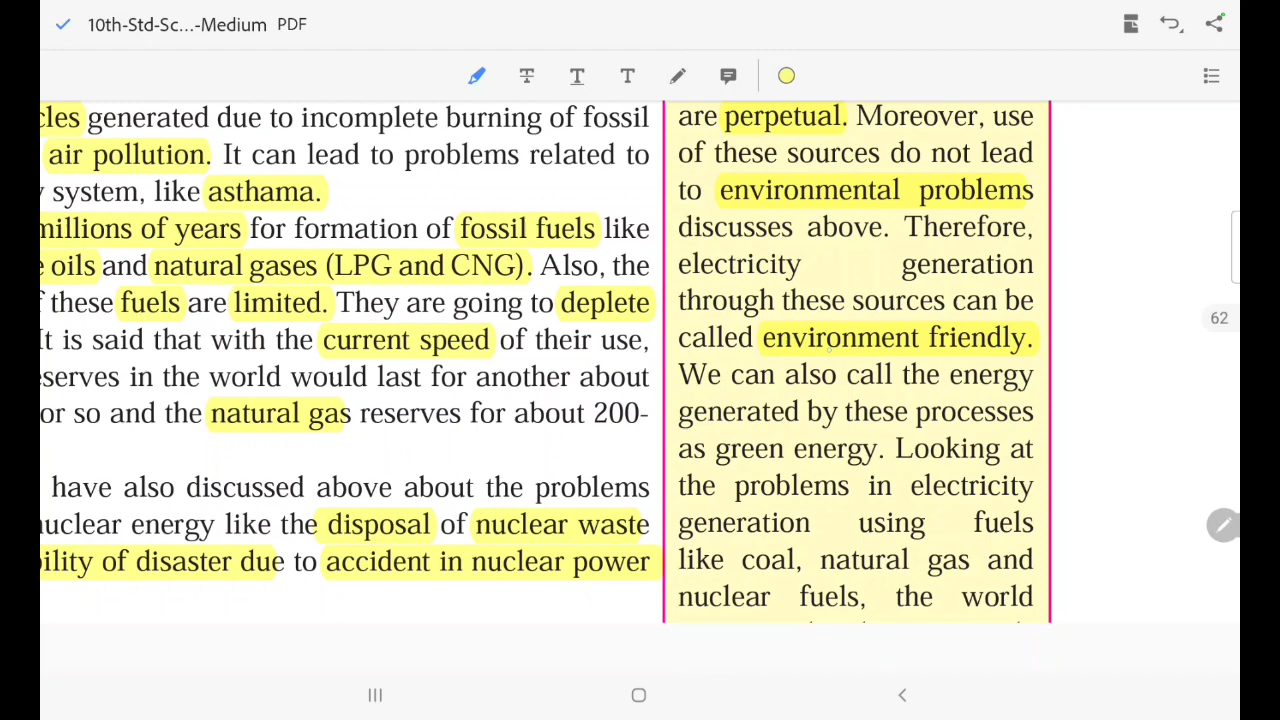 10th-Std-Sc...-Medium PDF
cles generated due to incomplete burning of fossil
air pollution. It can lead to problems related to
system, like asthama.
millions of years for formation of fossil fuels like
oils and natural gases (LPG and CNG). Also, the
these fuels are limited. They are going to deplete
It is said that with the current speed of their use,
serves in the world would last for another about
or so and the natural gas reserves for about 200-
have also discussed above about the problems
nuclear energy like the disposal of nuclear waste
ility of disaster due to accident in nuclear power
are perpetual. Moreover, use
of these sources do not lead
to environmental problems
discusses above. Therefore,
electricity generation
through these sources can be
called environment friendly.
We can also call the energy
generated by these processes
as green energy. Looking at
the problems in electricity
generation using fuels
like coal, natural gas and
nuclear fuels, the world
62